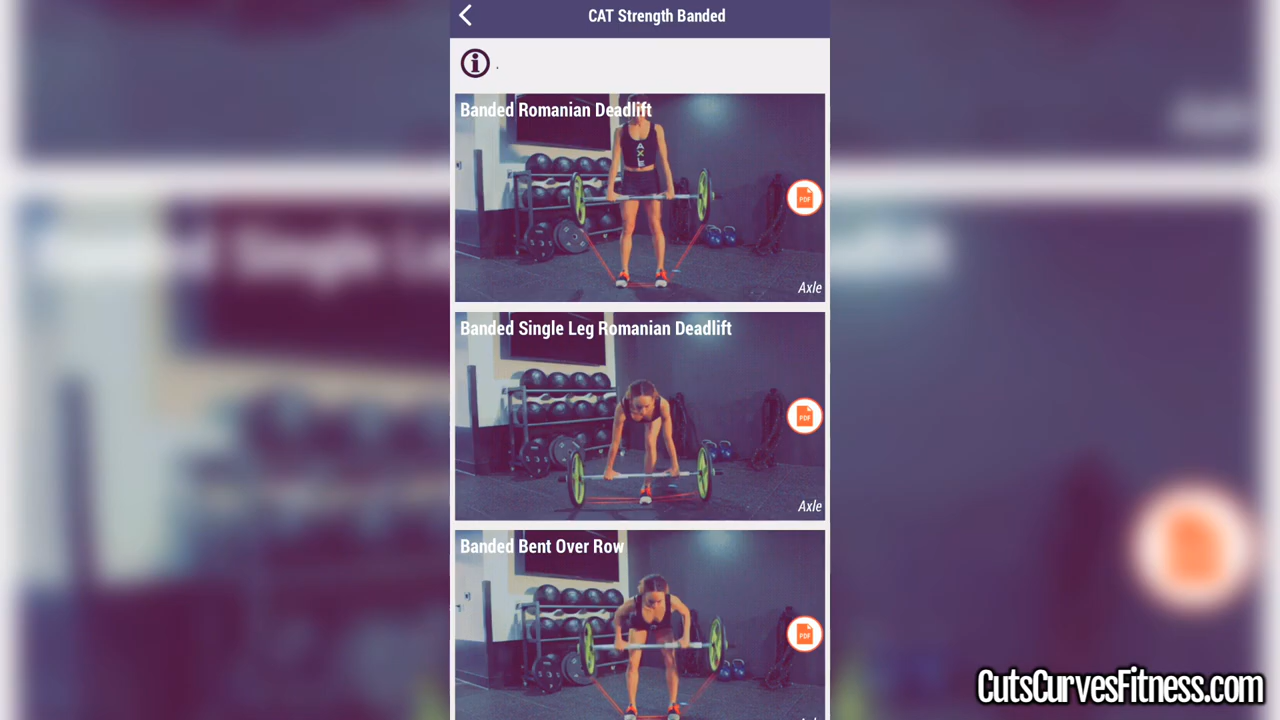 CAT Strength Banded
.
Banded Romanian Deadlift
AXLE
PDF
Axle
Banded Single Leg Romanian Deadlift
PDF
Axle
Banded Bent Over Row
PDF
CutsCurvesFitness.com